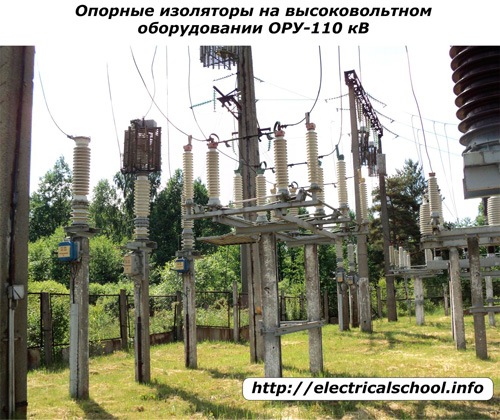 Опорные изоляторы на высоковольтном
оборудовании ОРУ-110 кВ
http://electricalschool.info